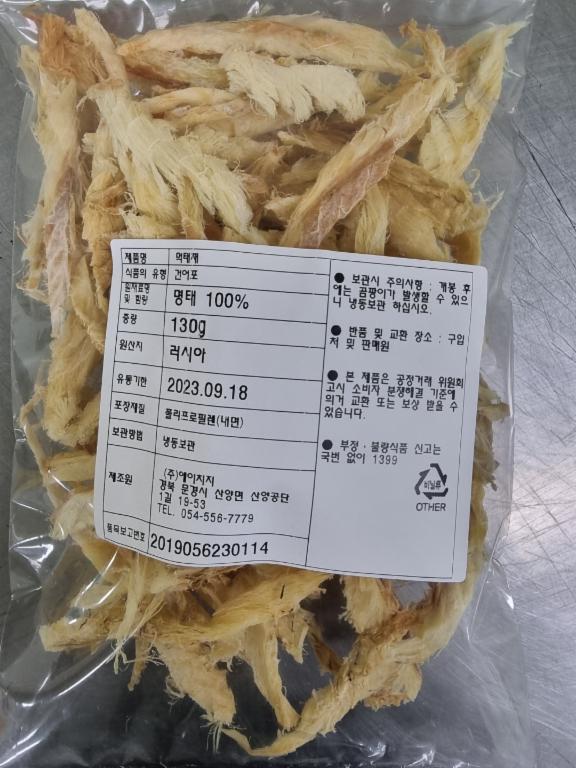 제품명 먹태채
식품의 유형 건어포
원재료명
및 함량
명태 100%
중량 130g
원산지 러시아
유통기한 2023.09.18
포장재질 폴리프로필렌(내면)
보관방법 냉동보관
제조원
(주)에이지지
경북 문경시 산양면 산양공단
1길 19-53
TEL. 054-556-7779
품목보고번호 2019056230114
● 보관시 주의사항 : 개봉 후
에는 곰팡이가 발생할 수 있으
니 냉동보관 하십시오.
● 반품 및 교환 장소 : 구입
처 및 판매원
● 본 제품은 공정거래 위원회
고시 소비자 분쟁해결 기준에
의거 교환 또는 보상 받을 수
있습니다.
● 부정·불량식품 신고는
국번 없이 1399
비닐류
OTHER